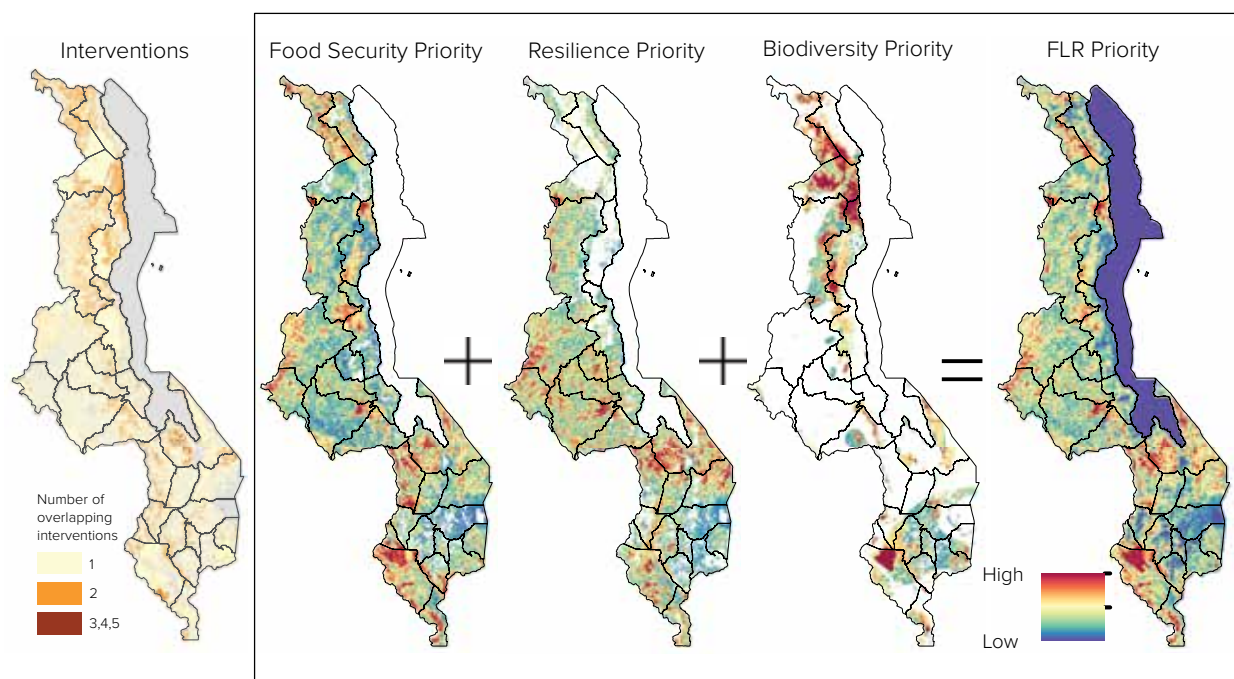 Interventions
Food Security Priority
Resilience Priority
Biodiversity Priority
FLR Priority
+
+
=
Number of
overlapping
interventions
1
2
3,4,5
High
Low